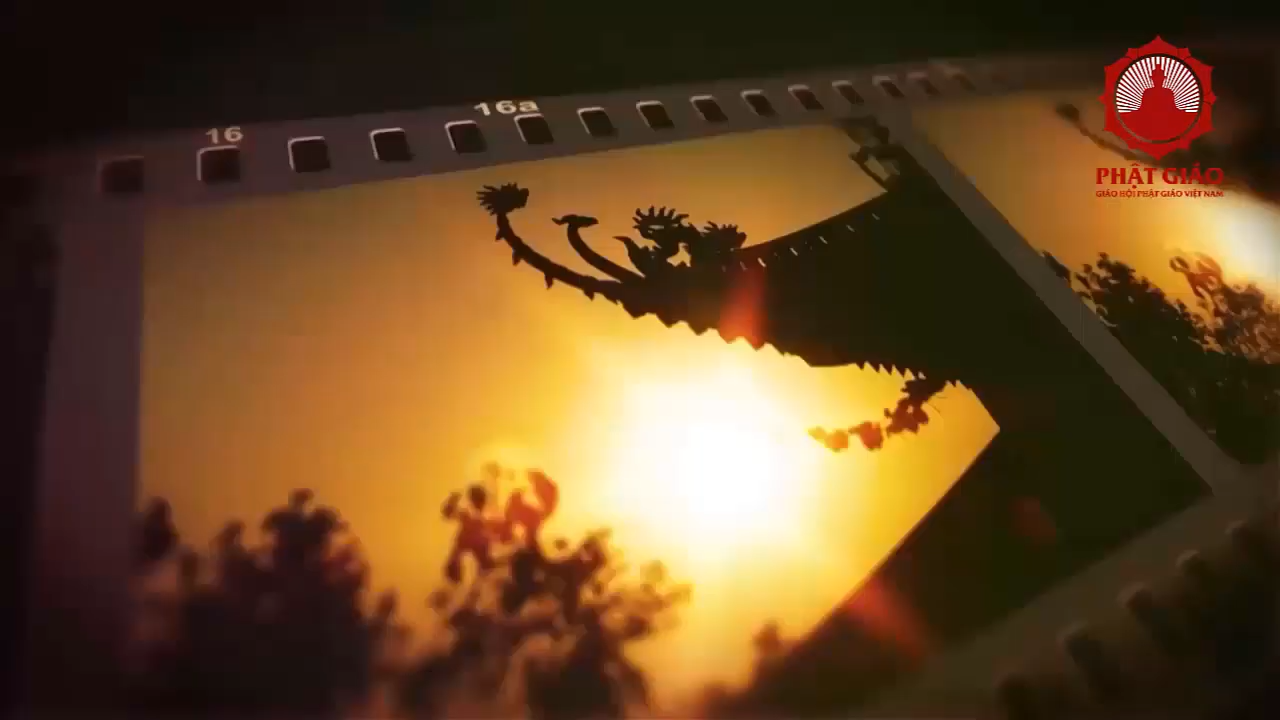 16
16a
PHẬT GIÁO
GIÁO HỘI PHẬT GIÁO VIỆT NAM